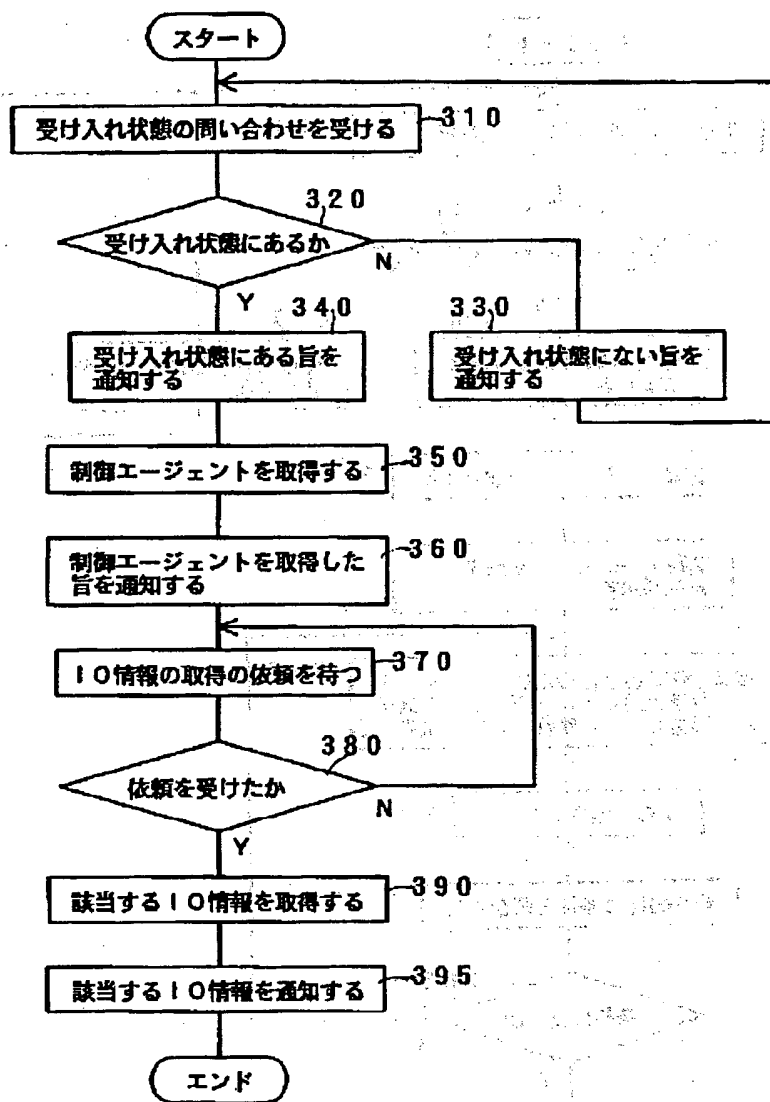 スタート
受け入れ状態の問い合わせを受ける
310
320
受け入れ状態にあるか
N
Y
340
330
受け入れ状態にある旨を
通知する
受け入れ状態にない旨を
通知する
制御エージェントを取得する
350
制御エージェントを取得した
旨を通知する
360
IO情報の取得の依頼を待つ
370
380
依頼を受けたか
N
Y
該当するIO情報を取得する
390
該当するIO情報を通知する
395
エンド